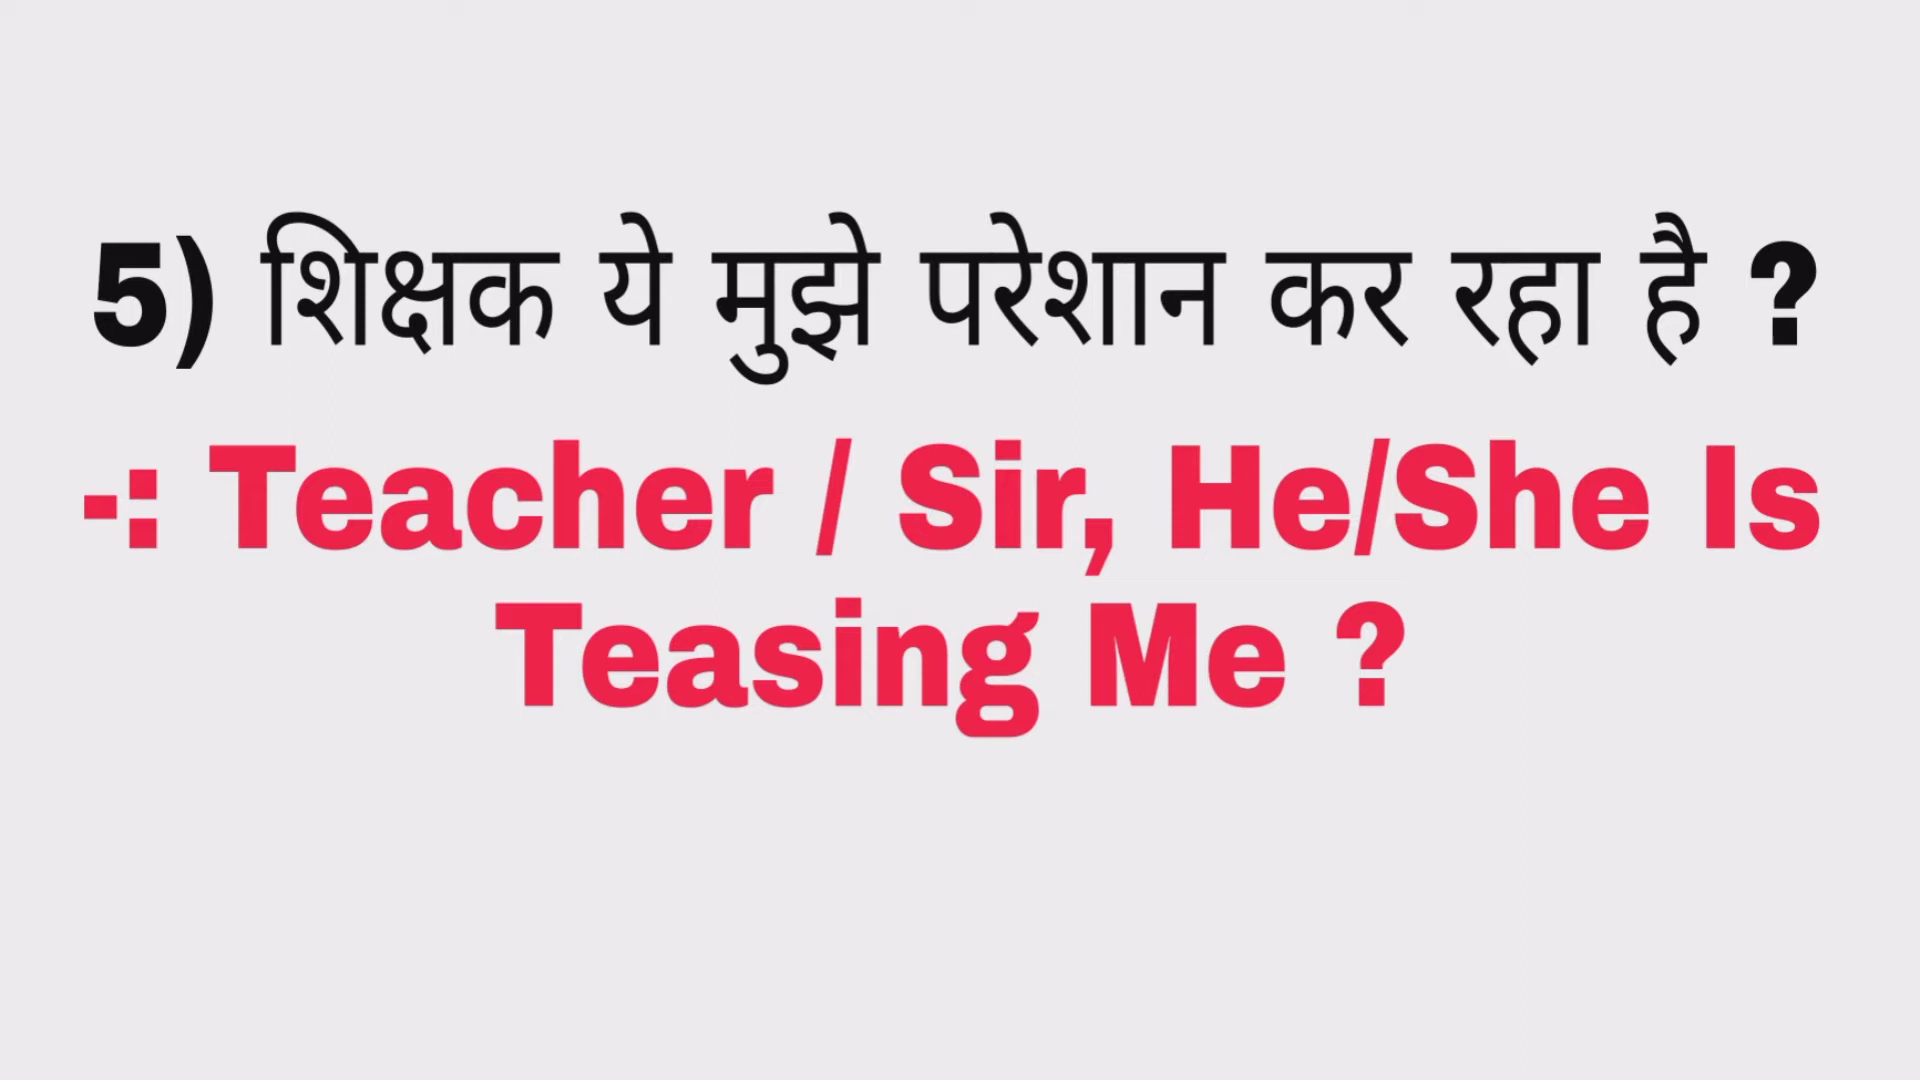 5) शिक्षक ये मुझे परेशान कर रहा है ?
-: Teacher / Sir, He/She Is
Teasing Me ?